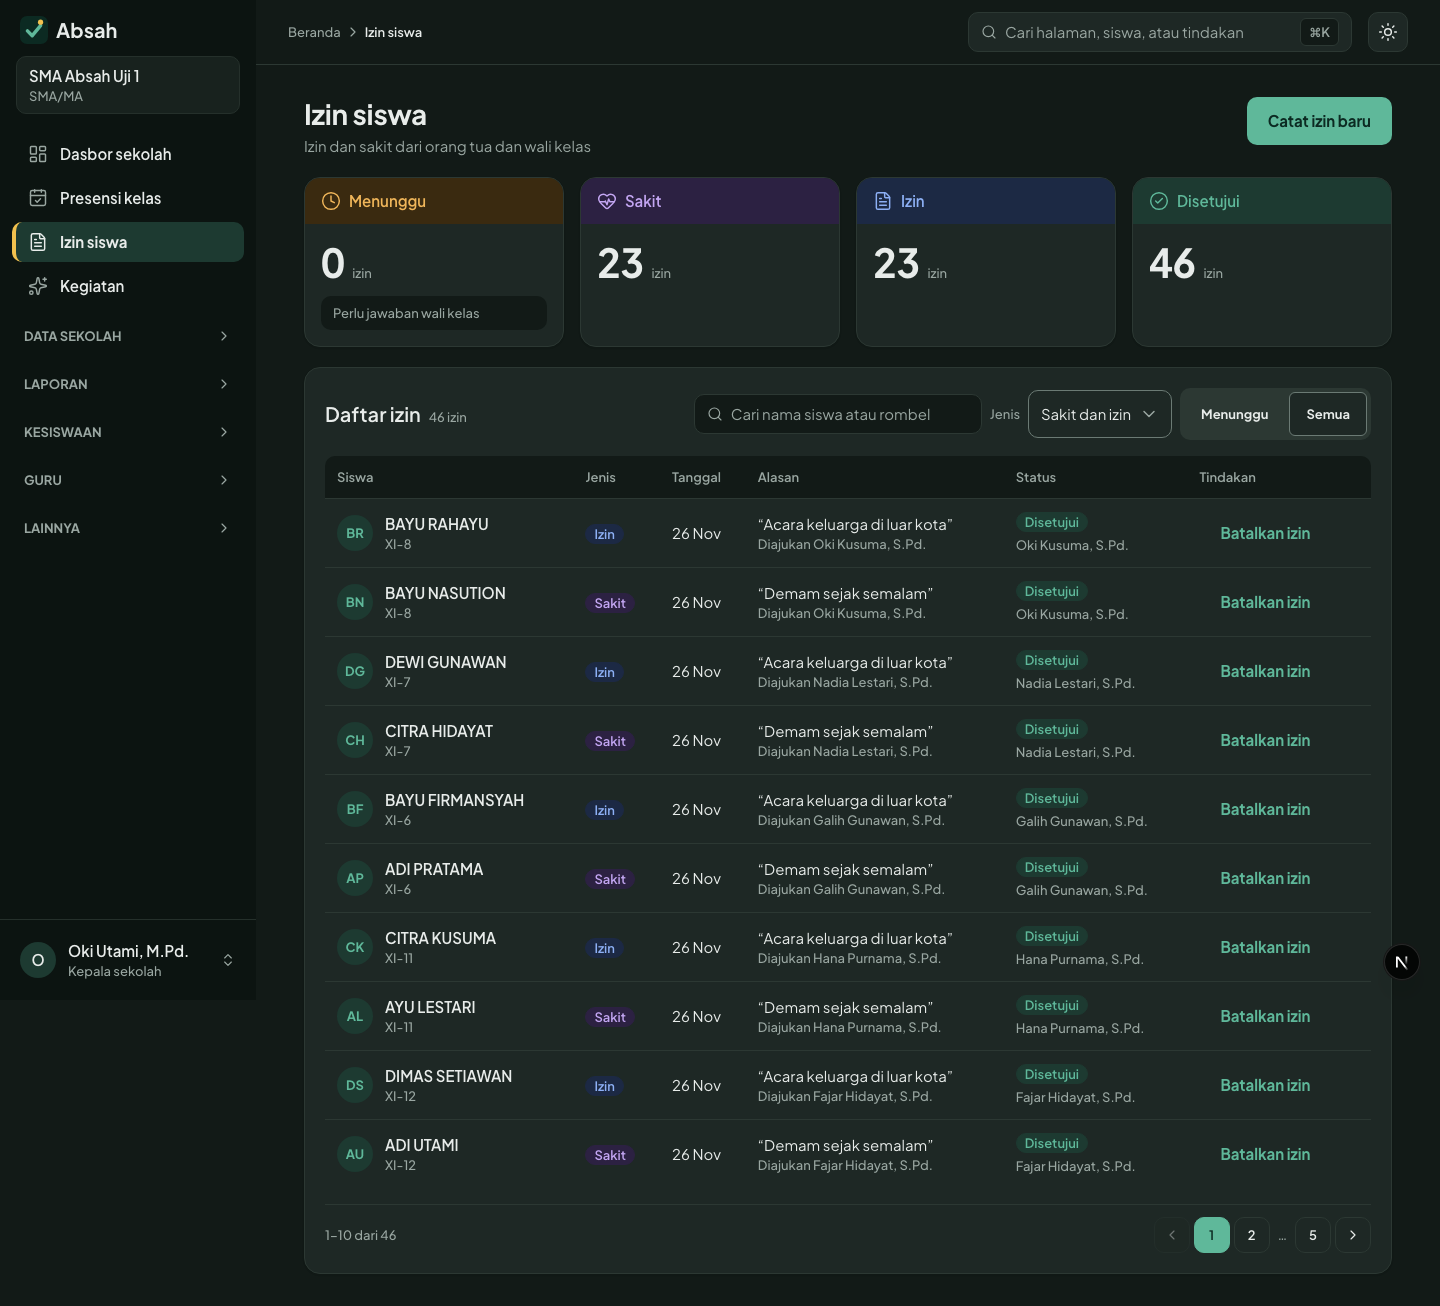 Absah
SMA Absah Uji 1
SMA/MA
Dasbor sekolah
Presensi kelas
Izin siswa
Kegiatan
DATA SEKOLAH
LAPORAN
KESISWAAN
GURU
LAINNYA
Oki Utami, M.Pd.
O
Kepala sekolah
Beranda > Izin siswa
Cari halaman, siswa, atau tindakan ⌘K
Izin siswa
Izin dan sakit dari orang tua dan wali kelas
Catat izin baru
Menunggu
0 izin
Perlu jawaban wali kelas
Sakit
23 izin
Izin
23 izin
Disetujui
46 izin
Daftar izin 46 izin
Cari nama siswa atau rombel
Jenis
Sakit dan izin
Menunggu
Semua
Siswa Jenis Tanggal Alasan Status Tindakan
BR BAYU RAHAYU Izin 26 Nov “Acara keluarga di luar kota” Disetujui Batalkan izin
XI-8 Diajukan Oki Kusuma, S.Pd. Oki Kusuma, S.Pd.
BN BAYU NASUTION Sakit 26 Nov “Demam sejak semalam” Disetujui Batalkan izin
XI-8 Diajukan Oki Kusuma, S.Pd. Oki Kusuma, S.Pd.
DG DEWI GUNAWAN Izin 26 Nov “Acara keluarga di luar kota” Disetujui Batalkan izin
XI-7 Diajukan Nadia Lestari, S.Pd. Nadia Lestari, S.Pd.
CH CITRA HIDAYAT Sakit 26 Nov “Demam sejak semalam” Disetujui Batalkan izin
XI-7 Diajukan Nadia Lestari, S.Pd. Nadia Lestari, S.Pd.
BF BAYU FIRMANSYAH Izin 26 Nov “Acara keluarga di luar kota” Disetujui Batalkan izin
XI-6 Diajukan Galih Gunawan, S.Pd. Galih Gunawan, S.Pd.
AP ADI PRATAMA Sakit 26 Nov “Demam sejak semalam” Disetujui Batalkan izin
XI-6 Diajukan Galih Gunawan, S.Pd. Galih Gunawan, S.Pd.
CK CITRA KUSUMA Izin 26 Nov “Acara keluarga di luar kota” Disetujui Batalkan izin
XI-11 Diajukan Hana Purnama, S.Pd. Hana Purnama, S.Pd.
AL AYU LESTARI Sakit 26 Nov “Demam sejak semalam” Disetujui Batalkan izin
XI-11 Diajukan Hana Purnama, S.Pd. Hana Purnama, S.Pd.
DS DIMAS SETIAWAN Izin 26 Nov “Acara keluarga di luar kota” Disetujui Batalkan izin
XI-12 Diajukan Fajar Hidayat, S.Pd. Fajar Hidayat, S.Pd.
AU ADI UTAMI Sakit 26 Nov “Demam sejak semalam” Disetujui Batalkan izin
XI-12 Diajukan Fajar Hidayat, S.Pd. Fajar Hidayat, S.Pd.
1–10 dari 46
1 2 … 5
N